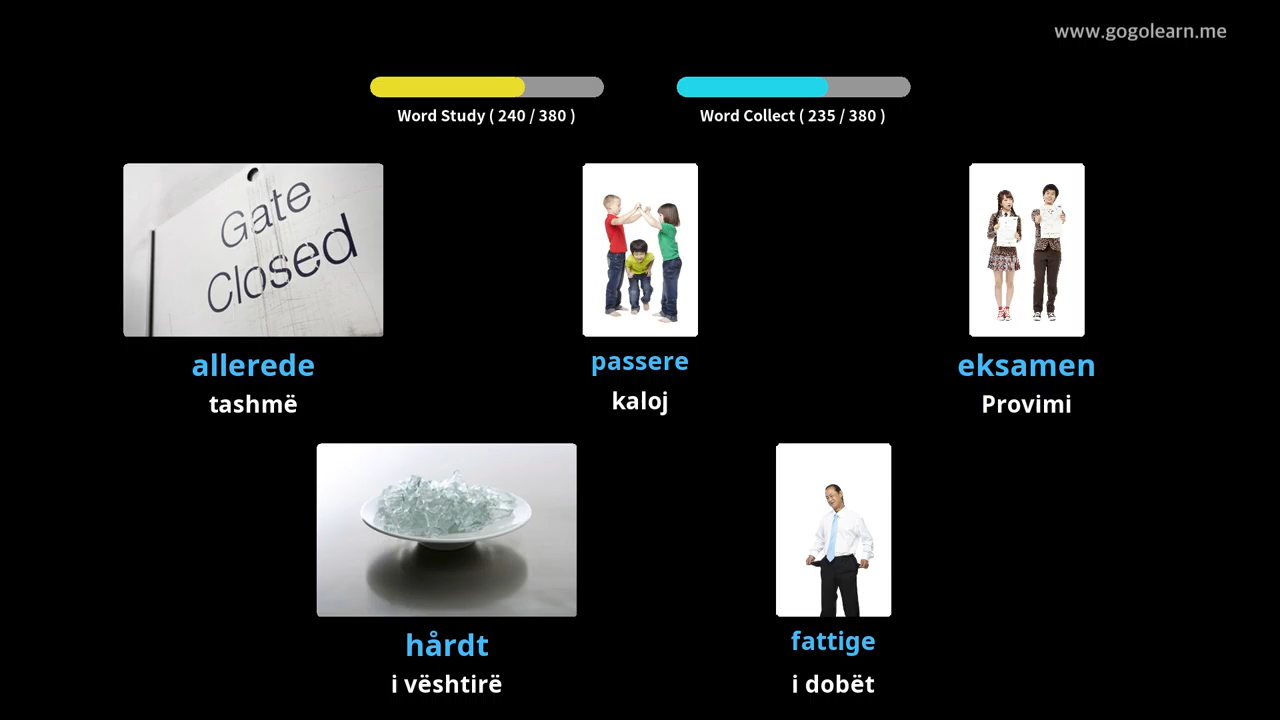 www.gogolearn.me
Word Study ( 240 / 380 )
Word Collect ( 235 / 380 )
Gate
Closed
allerede
tashmë
passere
kaloj
eksamen
Provimi
hårdt
i vështirë
fattige
i dobët